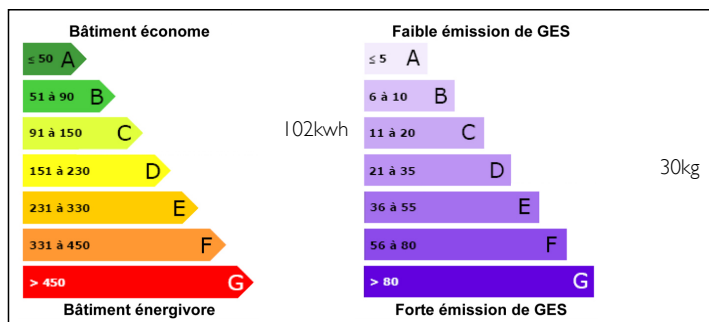 Bâtiment économe
≤ 50 A
51 à 90 B
91 à 150 C
151 à 230 D
231 à 330 E
331 à 450 F
> 450 G
Bâtiment énergivore
102kwh
Faible émission de GES
≤ 5 A
6 à 10 B
11 à 20 C
21 à 35 D
36 à 55 E
56 à 80 F
> 80 G
Forte émission de GES
30kg